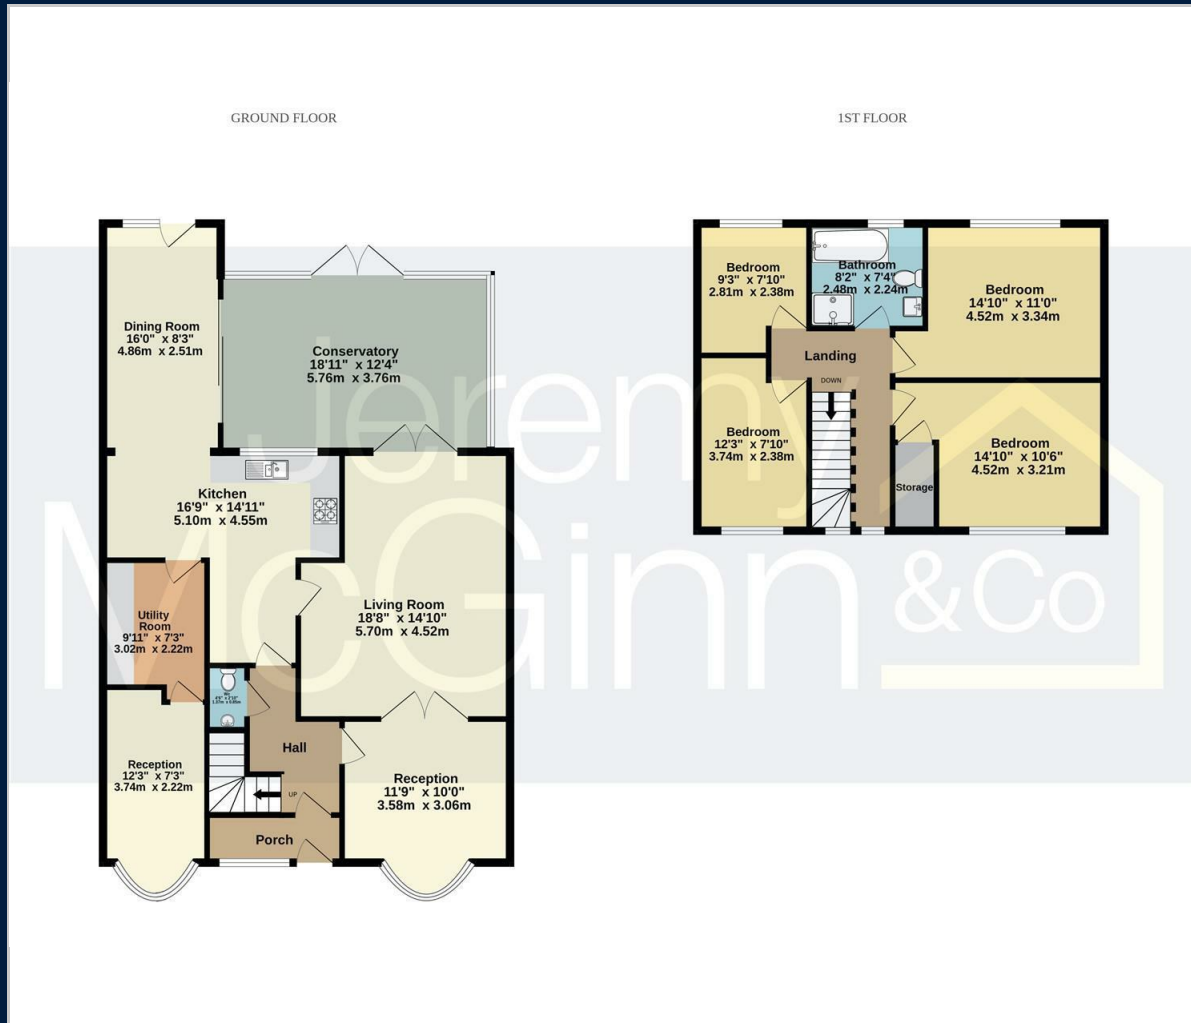 GROUND FLOOR
Dining Room
16'0" x 8'3"
4.86m x 2.51m
Conservatory
18'11" x 12'4"
5.76m x 3.76m
Kitchen
16'9" x 14'11"
5.10m x 4.55m
Living Room
18'8" x 14'10"
5.70m x 4.52m
Utility
Room
9'11" x 7'3"
3.02m x 2.22m
Hall
UP
Reception
12'3" x 7'3"
3.74m x 2.22m
Reception
11'9" x 10'0"
3.58m x 3.06m
Porch
1ST FLOOR
Bedroom
9'3" x 7'10"
2.81m x 2.38m
Bathroom
8'2" x 7'4"
2.48m x 2.24m
Bedroom
14'10" x 11'0"
4.52m x 3.34m
Landing
DOWN
Bedroom
12'3" x 7'10"
3.74m x 2.38m
Bedroom
14'10" x 10'6"
4.52m x 3.21m
Storage
Jeremy
McGinn &Co